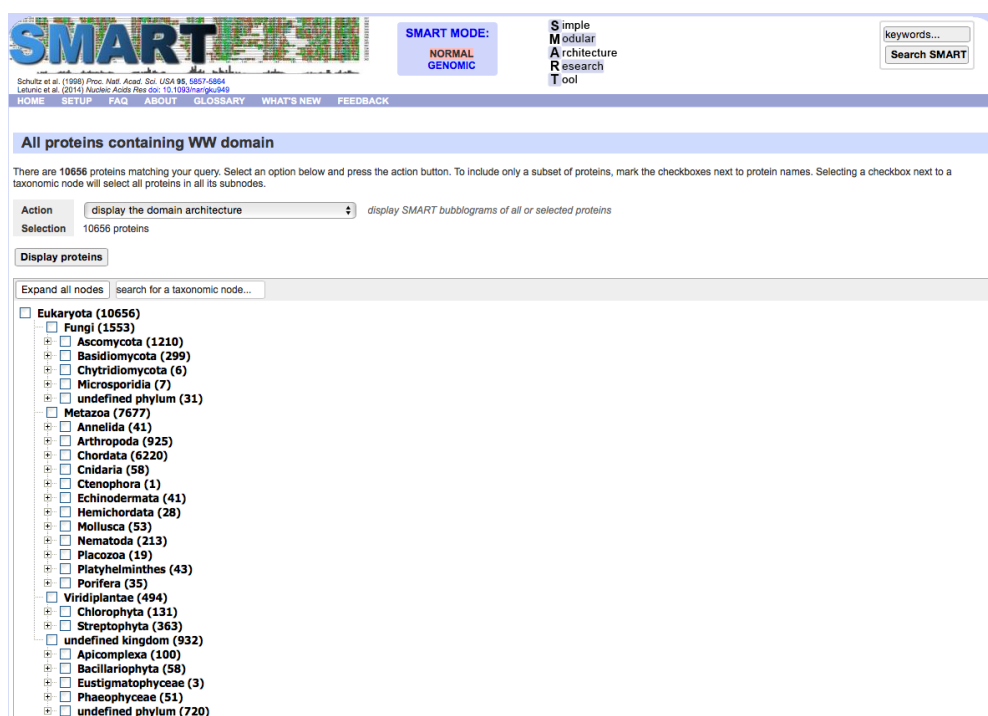 SMART
SMART MODE:
NORMAL
GENOMIC
Simple
Modular
Architecture
Research
Tool
keywords...
Search SMART
Schultz et al. (1998) Proc. Natl. Acad. Sci. USA 95, 5857-5864
Letunic et al. (2014) Nucleic Acids Res doi: 10.1093/nar/gku949
HOME SETUP FAQ ABOUT GLOSSARY WHAT'S NEW FEEDBACK
All proteins containing WW domain
There are 10656 proteins matching your query. Select an option below and press the action button. To include only a subset of proteins, mark the checkboxes next to protein names. Selecting a checkbox next to a
taxonomic node will select all proteins in all its subnodes.
Action display the domain architecture display SMART bubblograms of all or selected proteins
Selection 10656 proteins
Display proteins
Expand all nodes search for a taxonomic node...
Eukaryota (10656)
Fungi (1553)
Ascomycota (1210)
Basidiomycota (299)
Chytridiomycota (6)
Microsporidia (7)
undefined phylum (31)
Metazoa (7677)
Annelida (41)
Arthropoda (925)
Chordata (6220)
Cnidaria (58)
Ctenophora (1)
Echinodermata (41)
Hemichordata (28)
Mollusca (53)
Nematoda (213)
Placozoa (19)
Platyhelminthes (43)
Porifera (35)
Viridiplantae (494)
Chlorophyta (131)
Streptophyta (363)
undefined kingdom (932)
Apicomplexa (100)
Bacillariophyta (58)
Eustigmatophyceae (3)
Phaeophyceae (51)
undefined phylum (720)